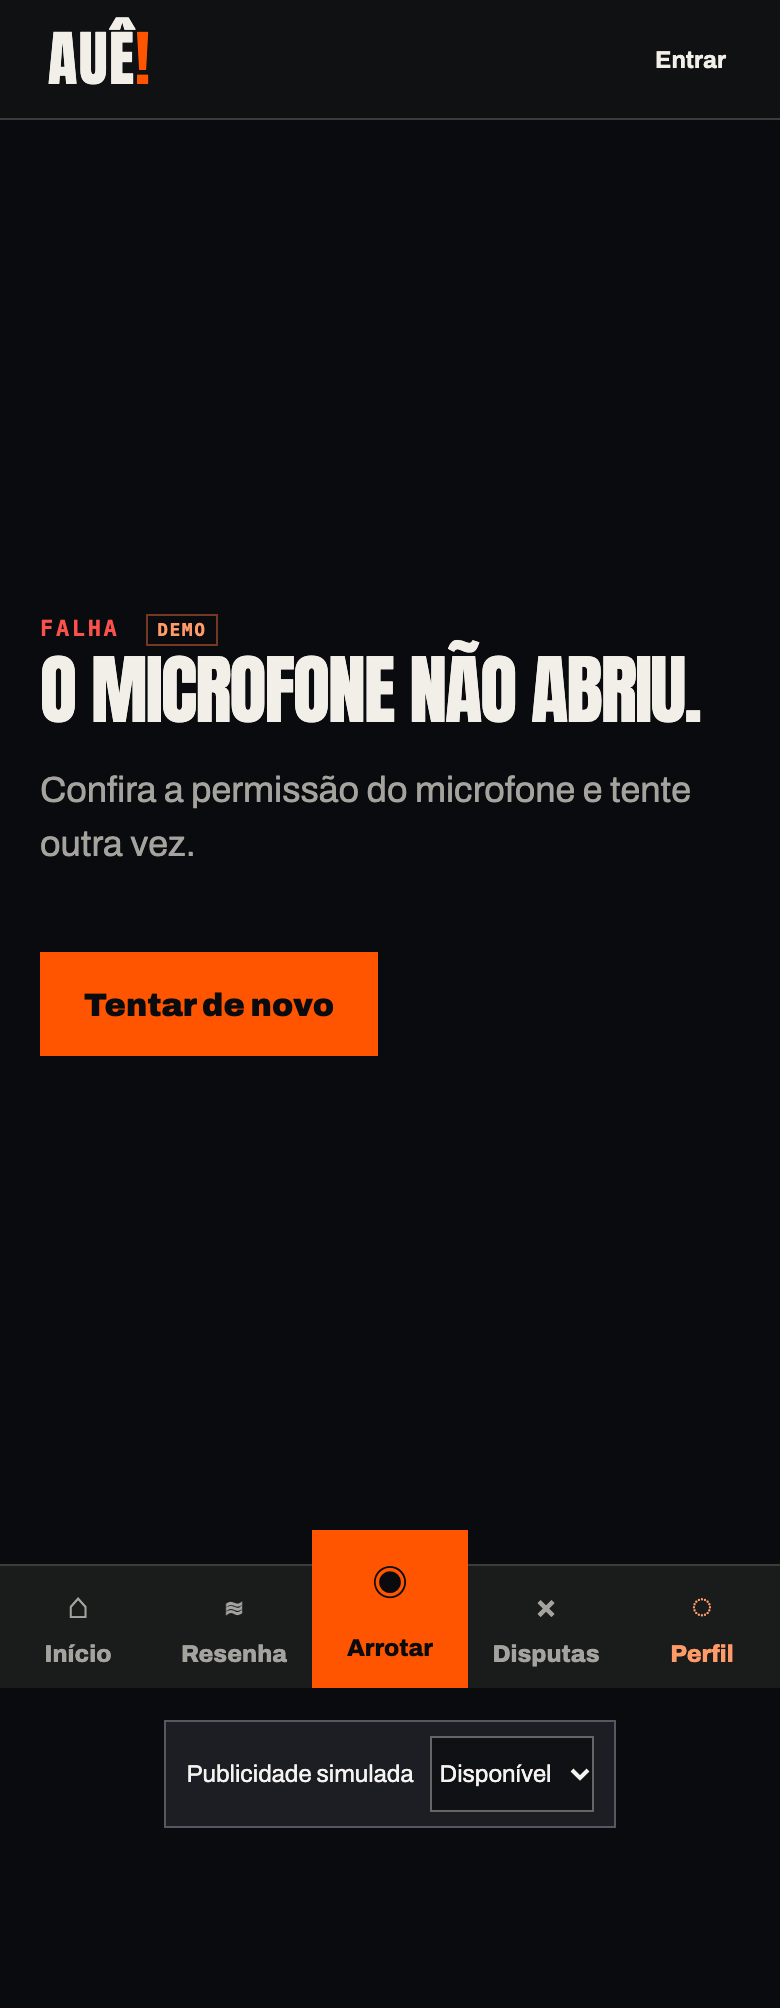 AUÊ!
Entrar
FALHA DEMO
O MICROFONE NÃO ABRIU.
Confira a permissão do microfone e tente
outra vez.
Tentar de novo
Início Resenha Arrotar Disputas Perfil
Publicidade simulada Disponível